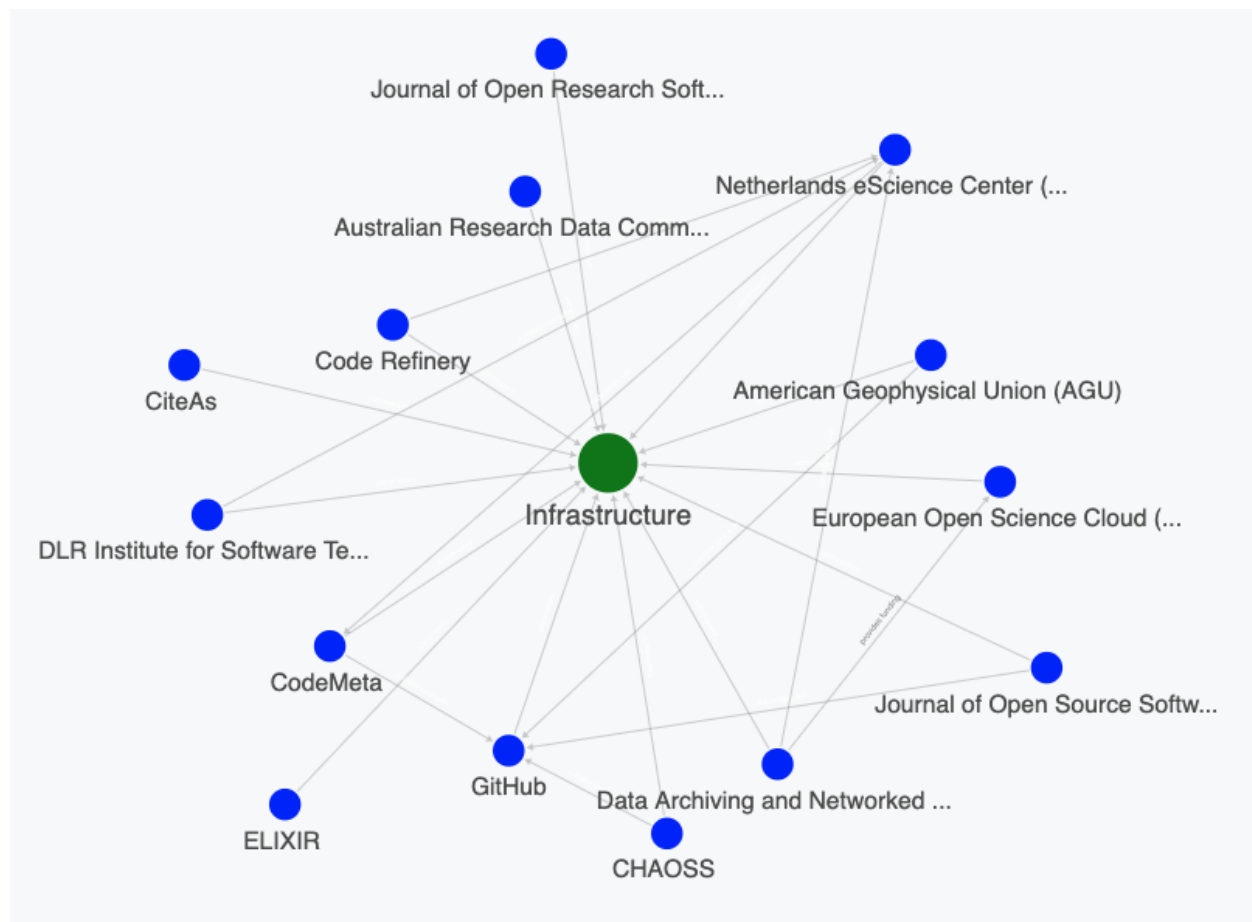 Journal of Open Research Soft...
Netherlands eScience Center (...
Australian Research Data Comm...
Code Refinery
American Geophysical Union (AGU)
CiteAs
Infrastructure
European Open Science Cloud (...
DLR Institute for Software Te...
provides funding
CodeMeta
Journal of Open Source Softw...
GitHub
Data Archiving and Networked ...
ELIXIR
CHAOSS